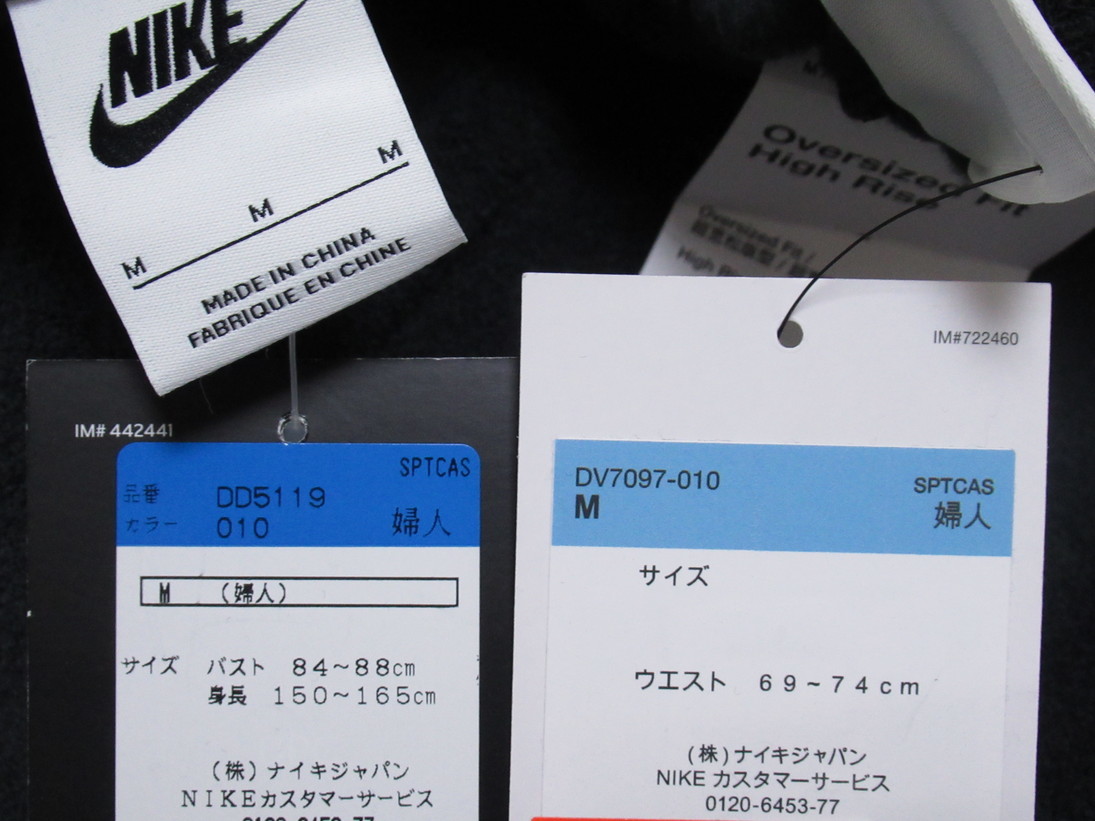 NIKE
M
M
M
MADE IN CHINA
FABRIQUE EN CHINE
Oversized Fit
High Rise
Oversized Fit /
High
IM# 442441
SPTCAS
品番 DD5119
カラー 010 婦人
M (婦人)
サイズ バスト 84~88cm
身長 150~165cm
(株)ナイキジャパン
NIKEカスタマーサービス
IM#722460
DV7097-010 SPTCAS
M 婦人
サイズ
ウエスト 69~74cm
(株)ナイキジャパン
NIKE カスタマーサービス
0120-6453-77